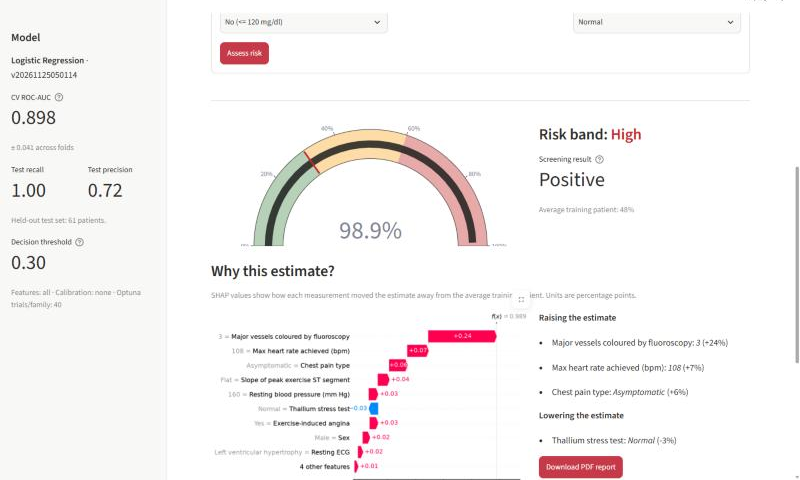 Model
Logistic Regression ·
v20261125050114
CV ROC-AUC
0.898
± 0.041 across folds
Test recall
1.00
Test precision
0.72
Held-out test set: 61 patients.
Decision threshold
0.30
Features: all · Calibration: none · Optuna
trials/family: 40
No (<= 120 mg/dl)
Normal
Assess risk
0%
20%
40%
60%
80%
100%
98.9%
Risk band: High
Screening result
Positive
Average training patient: 48%
Why this estimate?
SHAP values show how each measurement moved the estimate away from the average trainin ient. Units are percentage points.
f(x) = 0.989
3 = Major vessels coloured by fluoroscopy +0.24
108 = Max heart rate achieved (bpm) +0.07
Asymptomatic = Chest pain type +0.06
Flat = Slope of peak exercise ST segment +0.04
160 = Resting blood pressure (mm Hg) +0.03
Normal = Thallium stress test −0.03
Yes = Exercise-induced angina +0.03
Male = Sex +0.02
Left ventricular hypertrophy = Resting ECG +0.02
4 other features +0.01
Raising the estimate
• Major vessels coloured by fluoroscopy: 3 (+24%)
• Max heart rate achieved (bpm): 108 (+7%)
• Chest pain type: Asymptomatic (+6%)
Lowering the estimate
• Thallium stress test: Normal (-3%)
Download PDF report